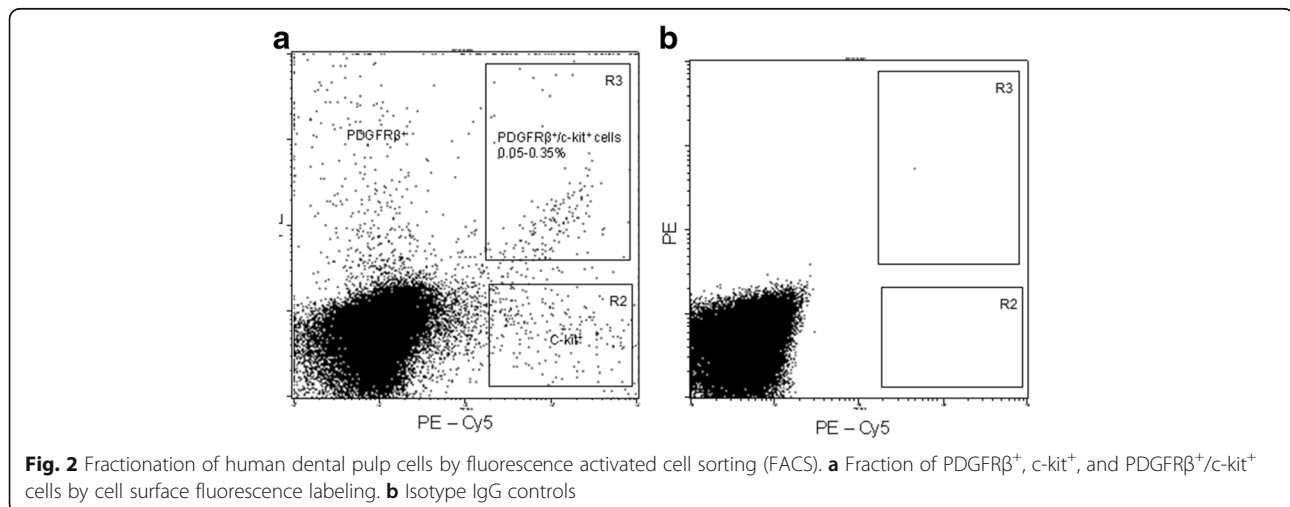 a
b
R3
PDGFRβ⁺
PDGFRβ⁺/c-kit⁺ cells
0.05-0.35%
R2
C-kit⁺
PE – Cy5
R3
PE
R2
PE – Cy5
Fig. 2 Fractionation of human dental pulp cells by fluorescence activated cell sorting (FACS). a Fraction of PDGFRβ⁺, c-kit⁺, and PDGFRβ⁺/c-kit⁺
cells by cell surface fluorescence labeling. b Isotype IgG controls